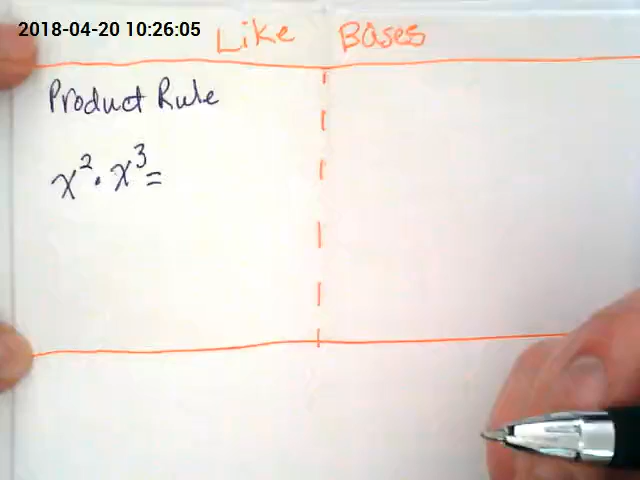 2018-04-20 10:26:05
Like Bases
Product Rule
x² · x³ =